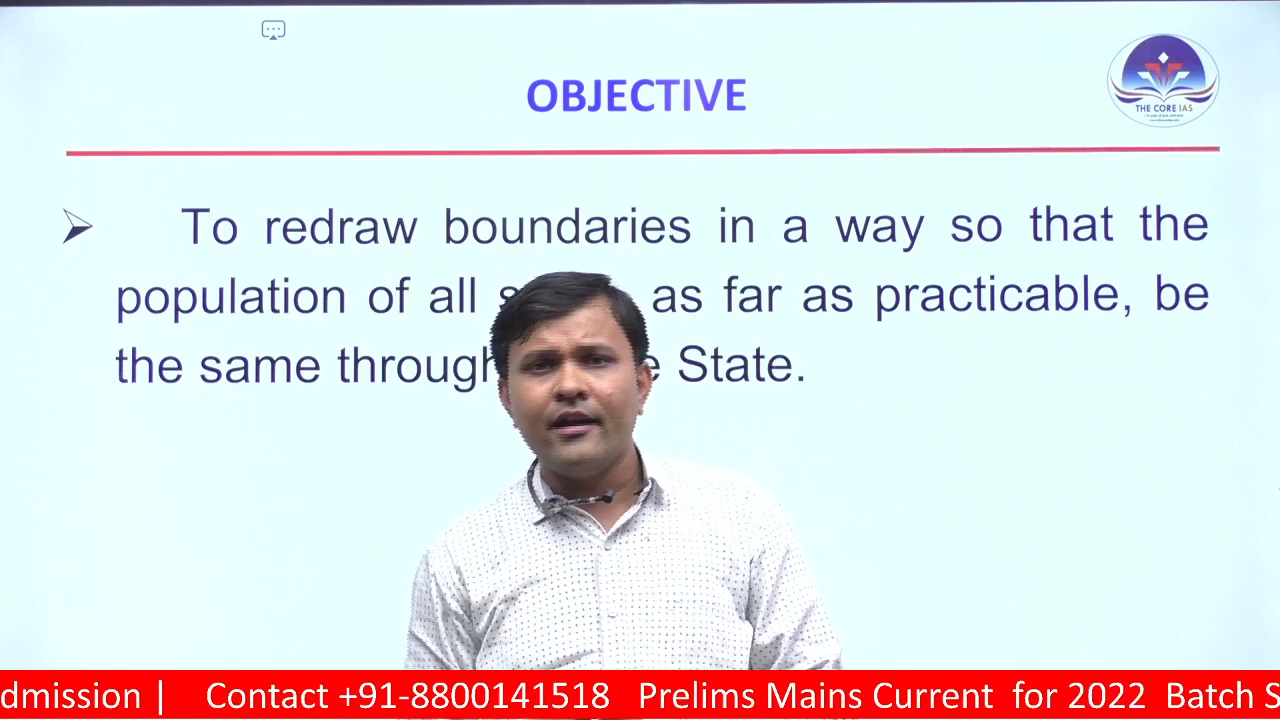 OBJECTIVE
THE CORE IAS
To redraw boundaries in a way so that the
population of all as far as practicable, be
the same through e State.
dmission | Contact +91-8800141518 Prelims Mains Current for 2022 Batch S